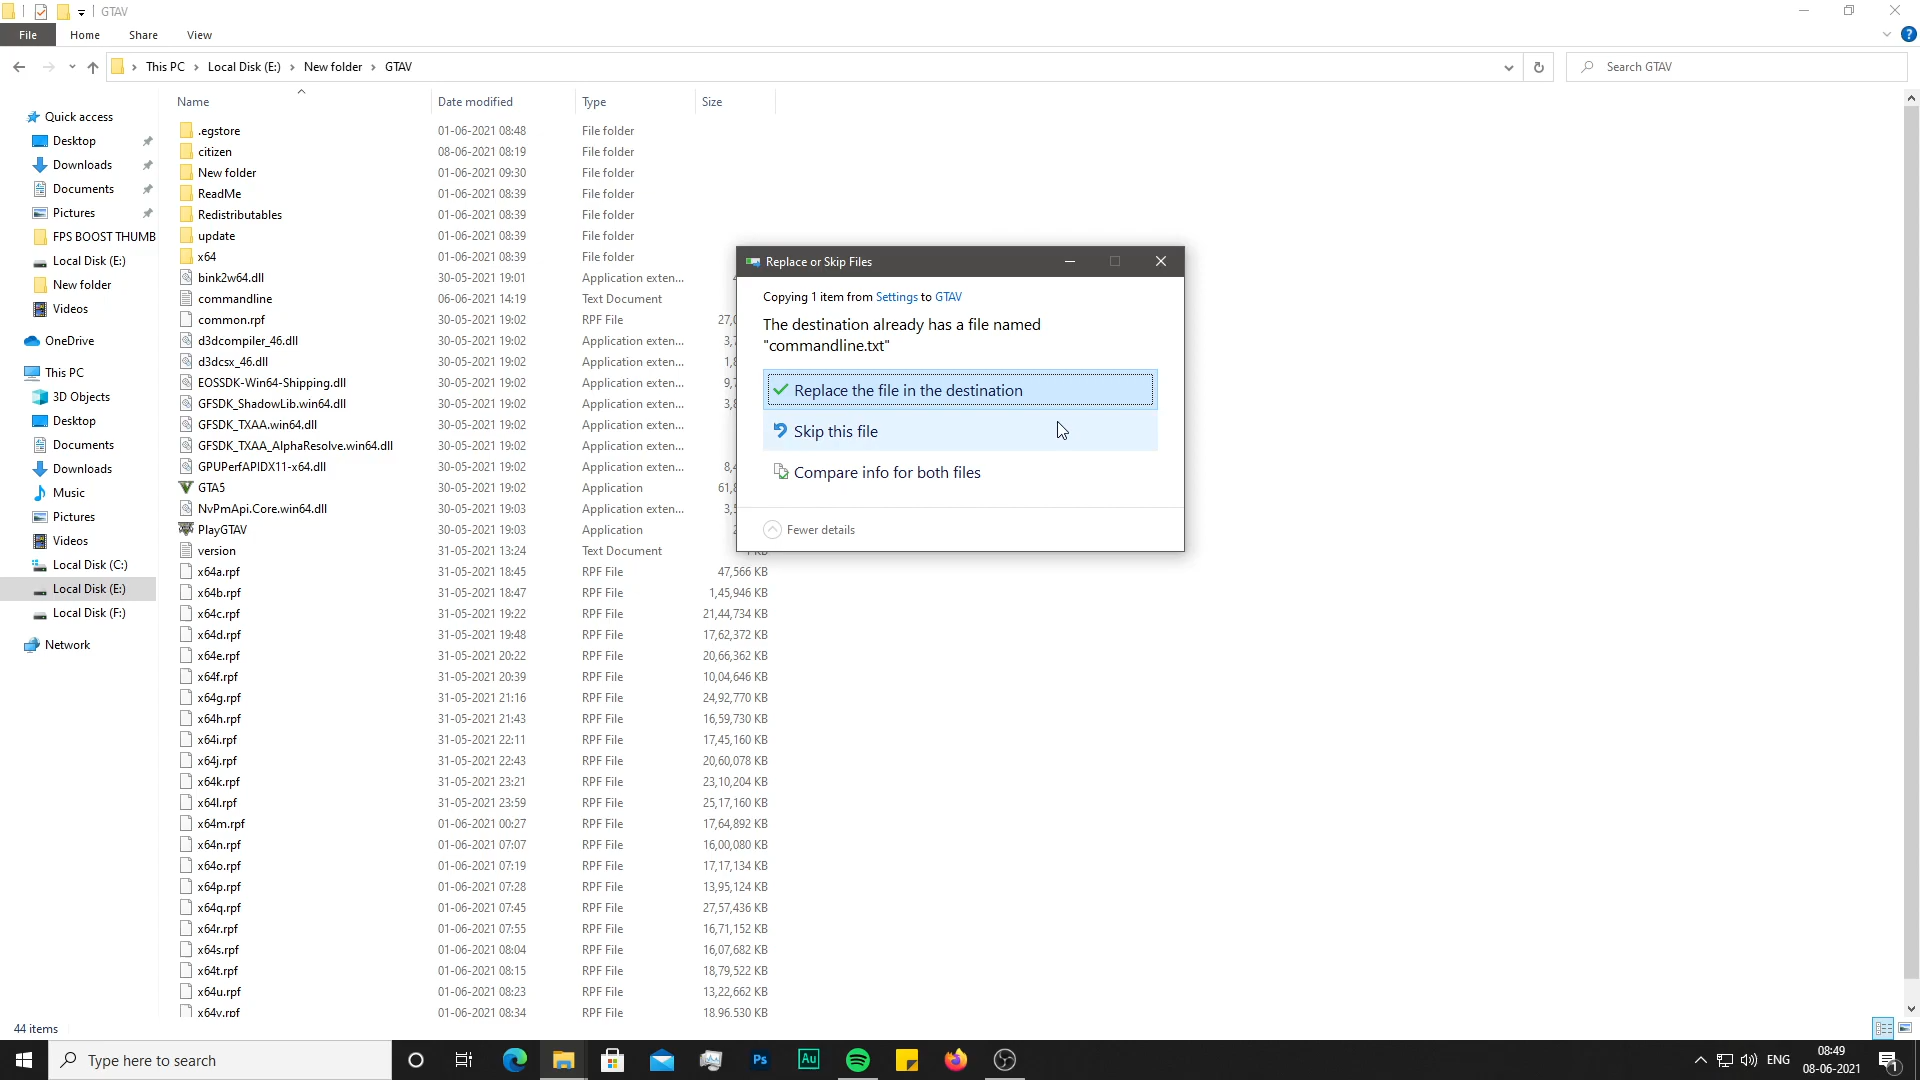 GTAV
File Home Share View
This PC Local Disk (E:) New folder GTAV
Search GTAV
Name Date modified Type Size
Quick access
Desktop
Downloads
Documents
Pictures
FPS BOOST THUMB
Local Disk (E:)
New folder
Videos
OneDrive
This PC
3D Objects
Desktop
Documents
Downloads
Music
Pictures
Videos
Local Disk (C:)
Local Disk (E:)
Local Disk (F:)
Network
.egstore 01-06-2021 08:48 File folder
citizen 08-06-2021 08:19 File folder
New folder 01-06-2021 09:30 File folder
ReadMe 01-06-2021 08:39 File folder
Redistributables 01-06-2021 08:39 File folder
update 01-06-2021 08:39 File folder
x64 01-06-2021 08:39 File folder
bink2w64.dll 30-05-2021 19:01 Application exten...
commandline 06-06-2021 14:19 Text Document
common.rpf 30-05-2021 19:02 RPF File
d3dcompiler_46.dll 30-05-2021 19:02 Application exten...
d3dcsx_46.dll 30-05-2021 19:02 Application exten...
EOSSDK-Win64-Shipping.dll 30-05-2021 19:02 Application exten...
GFSDK_ShadowLib.win64.dll 30-05-2021 19:02 Application exten...
GFSDK_TXAA.win64.dll 30-05-2021 19:02 Application exten...
GFSDK_TXAA_AlphaResolve.win64.dll 30-05-2021 19:02 Application exten...
GPUPerfAPIDX11-x64.dll 30-05-2021 19:02 Application exten...
GTA5 30-05-2021 19:02 Application
NvPmApi.Core.win64.dll 30-05-2021 19:03 Application exten...
PlayGTAV 30-05-2021 19:03 Application
version 31-05-2021 13:24 Text Document
x64a.rpf 31-05-2021 18:45 RPF File 47,566 KB
x64b.rpf 31-05-2021 18:47 RPF File 1,45,946 KB
x64c.rpf 31-05-2021 19:22 RPF File 21,44,734 KB
x64d.rpf 31-05-2021 19:48 RPF File 17,62,372 KB
x64e.rpf 31-05-2021 20:22 RPF File 20,66,362 KB
x64f.rpf 31-05-2021 20:39 RPF File 10,04,646 KB
x64g.rpf 31-05-2021 21:16 RPF File 24,92,770 KB
x64h.rpf 31-05-2021 21:43 RPF File 16,59,730 KB
x64i.rpf 31-05-2021 22:11 RPF File 17,45,160 KB
x64j.rpf 31-05-2021 22:43 RPF File 20,60,078 KB
x64k.rpf 31-05-2021 23:21 RPF File 23,10,204 KB
x64l.rpf 31-05-2021 23:59 RPF File 25,17,160 KB
x64m.rpf 01-06-2021 00:27 RPF File 17,64,892 KB
x64n.rpf 01-06-2021 07:07 RPF File 16,00,080 KB
x64o.rpf 01-06-2021 07:19 RPF File 17,17,134 KB
x64p.rpf 01-06-2021 07:28 RPF File 13,95,124 KB
x64q.rpf 01-06-2021 07:45 RPF File 27,57,436 KB
x64r.rpf 01-06-2021 07:55 RPF File 16,71,152 KB
x64s.rpf 01-06-2021 08:04 RPF File 16,07,682 KB
x64t.rpf 01-06-2021 08:15 RPF File 18,79,522 KB
x64u.rpf 01-06-2021 08:23 RPF File 13,22,662 KB
x64v.rpf 01-06-2021 08:34 RPF File 18,96,530 KB
Replace or Skip Files
Copying 1 item from Settings to GTAV
The destination already has a file named
"commandline.txt"
Replace the file in the destination
Skip this file
Compare info for both files
Fewer details
44 items
Type here to search
Ps
Au
ENG
08:49
08-06-2021
1